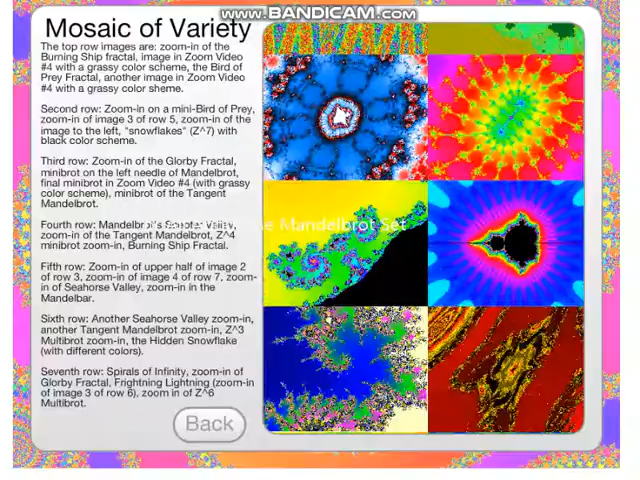 www.BANDICAM.com
Mosaic of Variety
The top row images are: zoom-in of the
Burning Ship fractal, image in Zoom Video
#4 with a grassy color scheme, the Bird of
Prey Fractal, another image in Zoom Video
#4 with a grassy color sheme.
Second row: Zoom-in on a mini-Bird of Prey,
zoom-in of image 3 of row 5, zoom-in of the
image to the left, "snowflakes" (Z^7) with
black color scheme.
Third row: Zoom-in of the Glorby Fractal,
minibrot on the left needle of Mandelbrot,
final minibrot in Zoom Video #4 (with grassy
color scheme), minibrot of the Tangent
Mandelbrot.
Fourth row: Mandelbrot's Scepter Valley,
zoom-in of the Tangent Mandelbrot, Z^4
minibrot zoom-in, Burning Ship Fractal.
Mandelbrot Set
Fifth row: Zoom-in of upper half of image 2
of row 3, zoom-in of image 4 of row 7, zoom-
in of Seahorse Valley, zoom-in in the
Mandelbar.
Sixth row: Another Seahorse Valley zoom-in,
another Tangent Mandelbrot zoom-in, Z^3
Multibrot zoom-in, the Hidden Snowflake
(with different colors).
Seventh row: Spirals of Infinity, zoom-in of
Glorby Fractal, Frightning Lightning (zoom-in
of image 3 of row 6), zoom in of Z^6
Multibrot.
Back